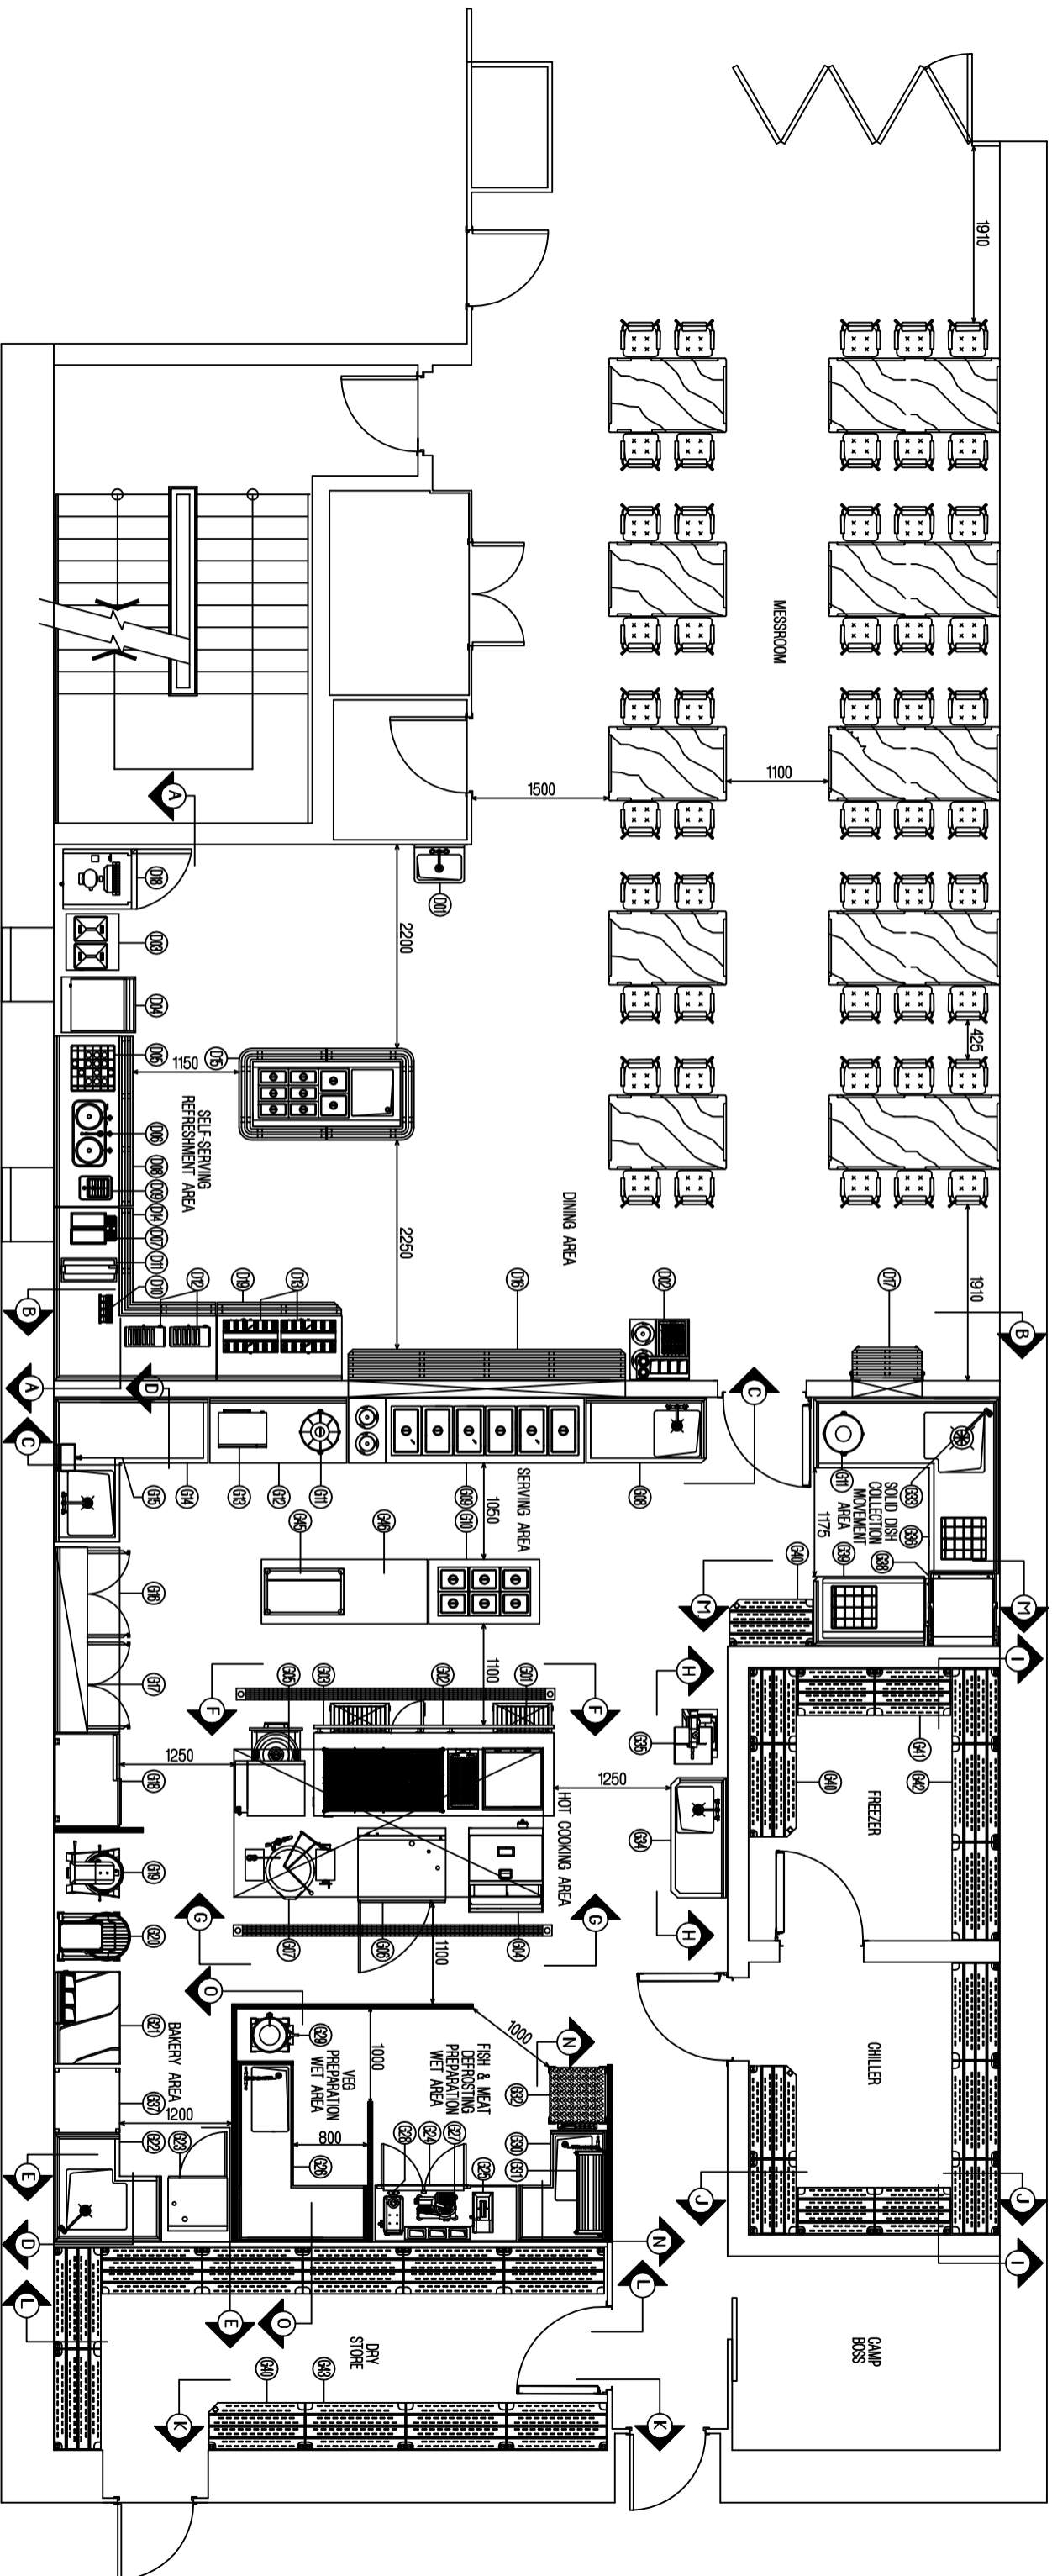 1910
MESSROOM
1100
1500
A
D18
D01
D03
2200
D04
425
D05
1150
D15
D06
SELF-SERVING
REFRESHMENT AREA
D08
D09
DINING AREA
1910
D14
D07
2250
D11
D10
D12
D19
D13
D16
D02
D17
B
B
A
D
C
C
G15
G14
G13
G12
G11
G09
G10
1050
SERVING AREA
G08
G11
SOLID DISH
COLLECTION
MOVEMENT
AREA
G33
G36
1175
G38
G39
G40
G45
G46
G16
M
M
H
I
1100
G17
G05
G03
G02
G01
F
F
G35
G41
G40
G42
FREEZER
1250
G18
1250
HOT COOKING AREA
G34
G19
G
G
H
G20
G07
G06
G04
1100
O
G21
BAKERY AREA
G29
VEG
PREPARATION
WET AREA
1000
FISH & MEAT
DEFROSTING
PREPARATION
WET AREA
1000
N
G32
CHILLER
G37
1200
800
G22
G23
G26
G28
G24
G27
G25
G30
G31
E
J
J
D
N
I
L
E
O
L
DRY
STORE
CAMP
BOSS
G40
G43
K
K